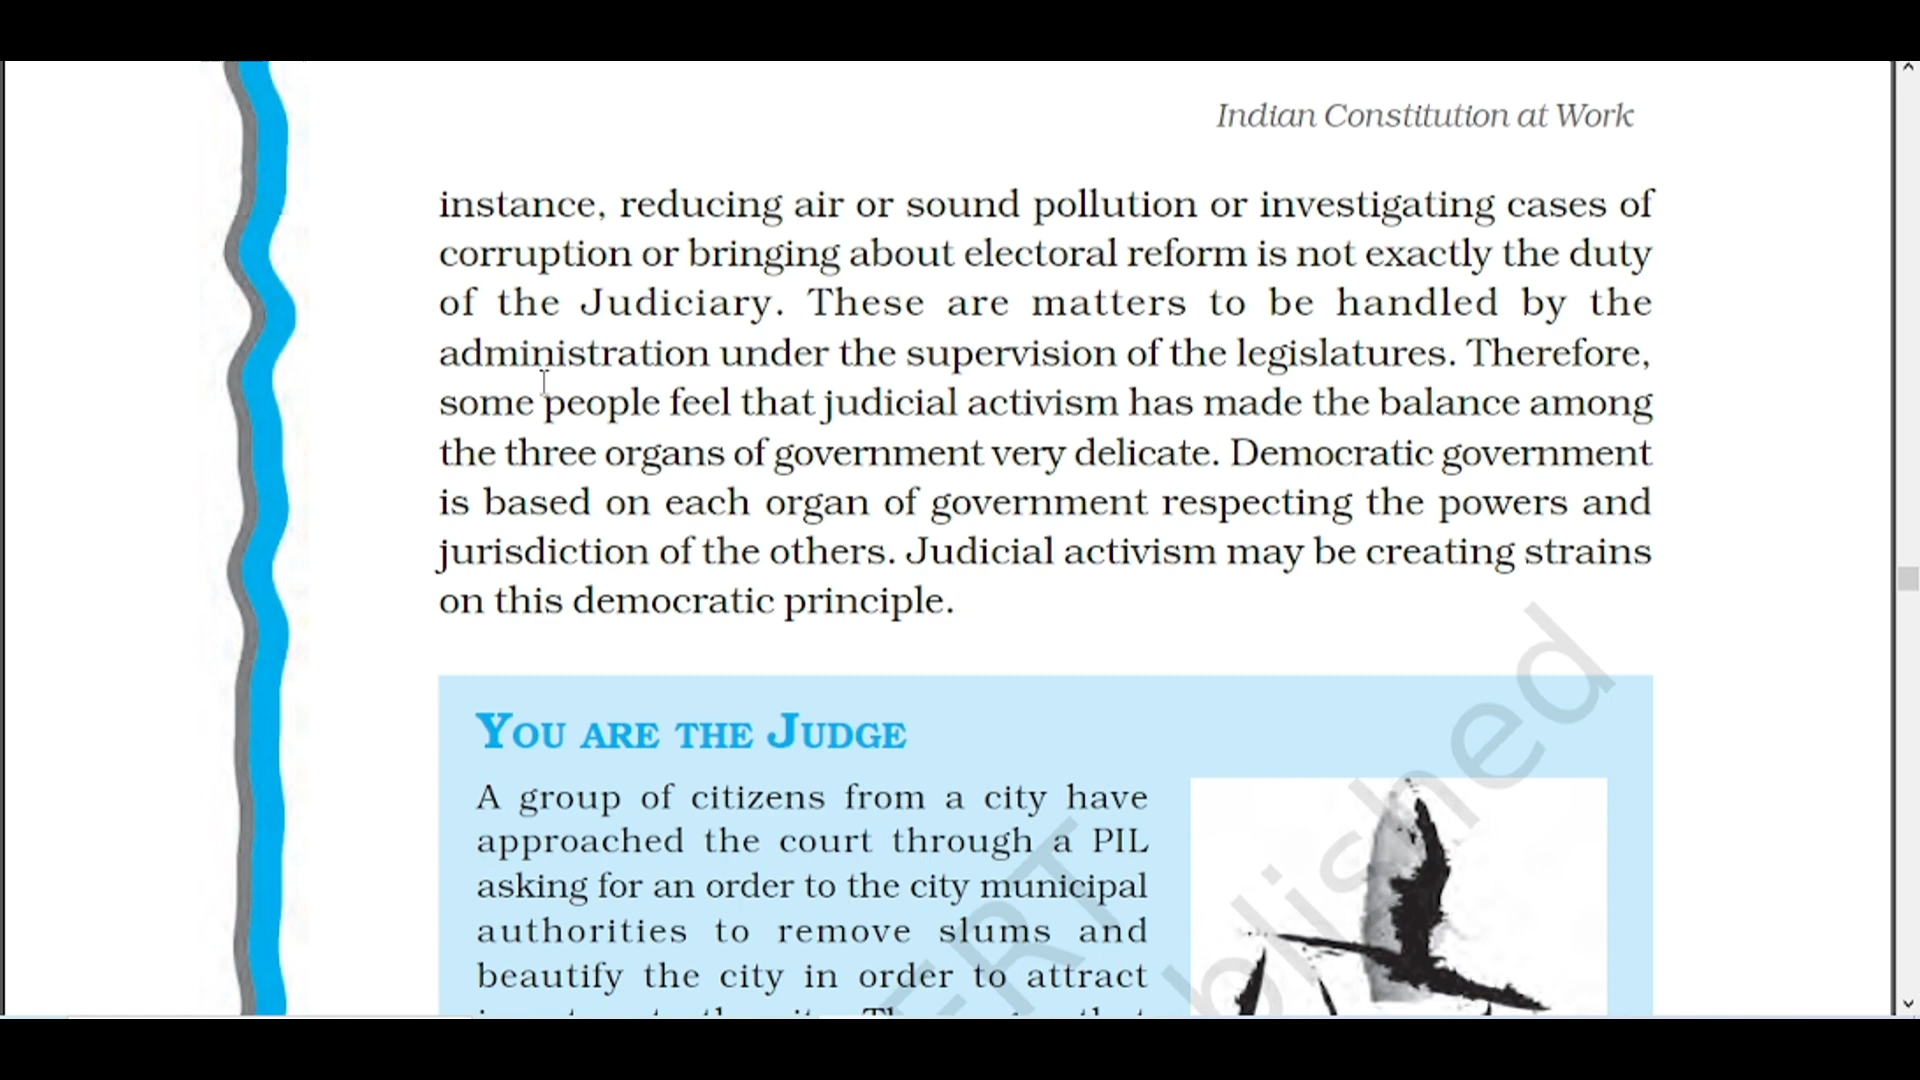 Indian Constitution at Work
instance, reducing air or sound pollution or investigating cases of
corruption or bringing about electoral reform is not exactly the duty
of the Judiciary. These are matters to be handled by the
administration under the supervision of the legislatures. Therefore,
some people feel that judicial activism has made the balance among
the three organs of government very delicate. Democratic government
is based on each organ of government respecting the powers and
jurisdiction of the others. Judicial activism may be creating strains
on this democratic principle.
YOU ARE THE JUDGE
A group of citizens from a city have
approached the court through a PIL
asking for an order to the city municipal
authorities to remove slums and
beautify the city in order to attract